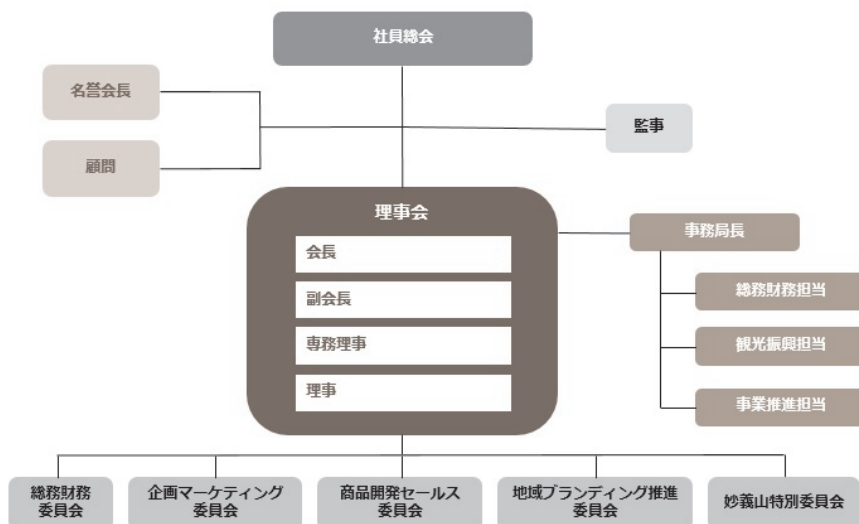 社員総会
名誉会長
監事
顧問
理事会
会長
副会長
専務理事
理事
事務局長
総務財務担当
観光振興担当
事業推進担当
総務財務
委員会
企画マーケティング
委員会
商品開発セールス
委員会
地域ブランディング推進
委員会
妙義山特別委員会